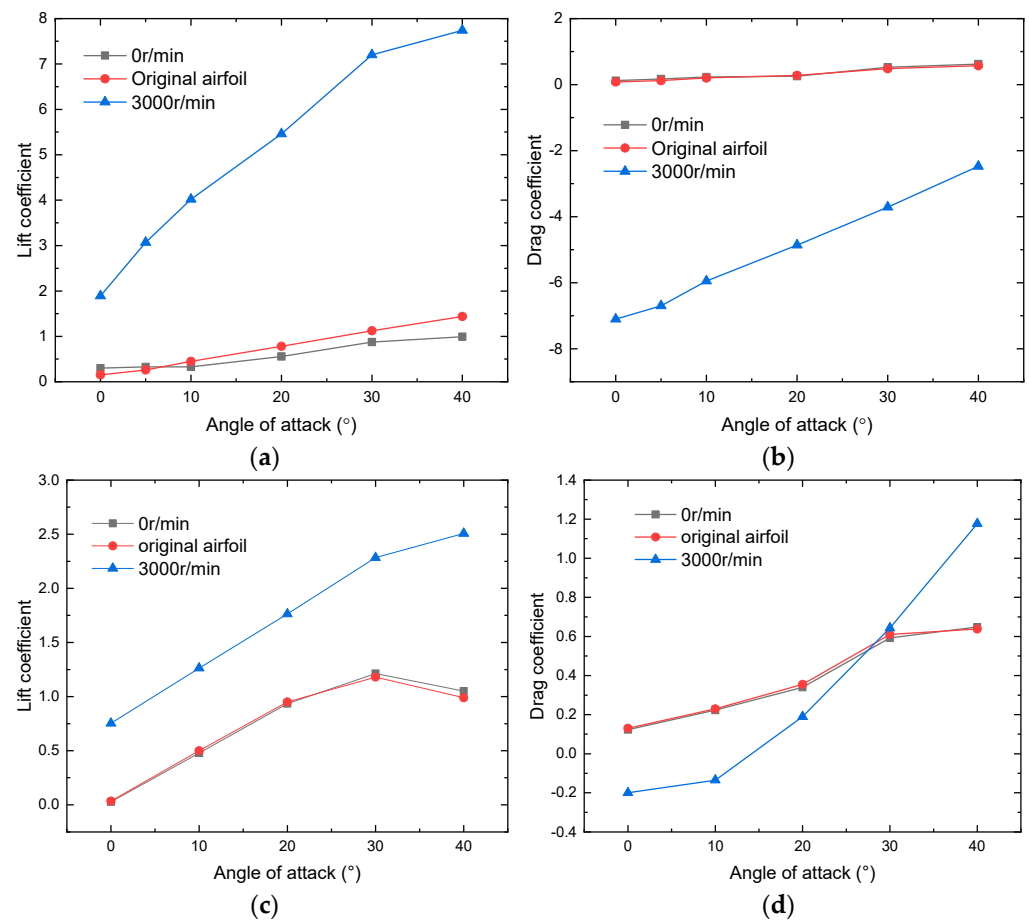 8
7
6
5
4
3
2
1
0
Lift coefficient
0r/min
Original airfoil
3000r/min
0 10 20 30 40
Angle of attack (°)
(a)
2
0
-2
-4
-6
-8
Drag coefficient
0r/min
Original airfoil
3000r/min
0 10 20 30 40
Angle of attack (°)
(b)
3.0
2.5
2.0
1.5
1.0
0.5
0.0
Lift coefficient
0r/min
original airfoil
3000r/min
0 10 20 30 40
Angle of attack (°)
(c)
1.4
1.2
1.0
0.8
0.6
0.4
0.2
0.0
-0.2
-0.4
Drag coefficient
0r/min
original airfoil
3000r/min
0 10 20 30 40
Angle of attack (°)
(d)